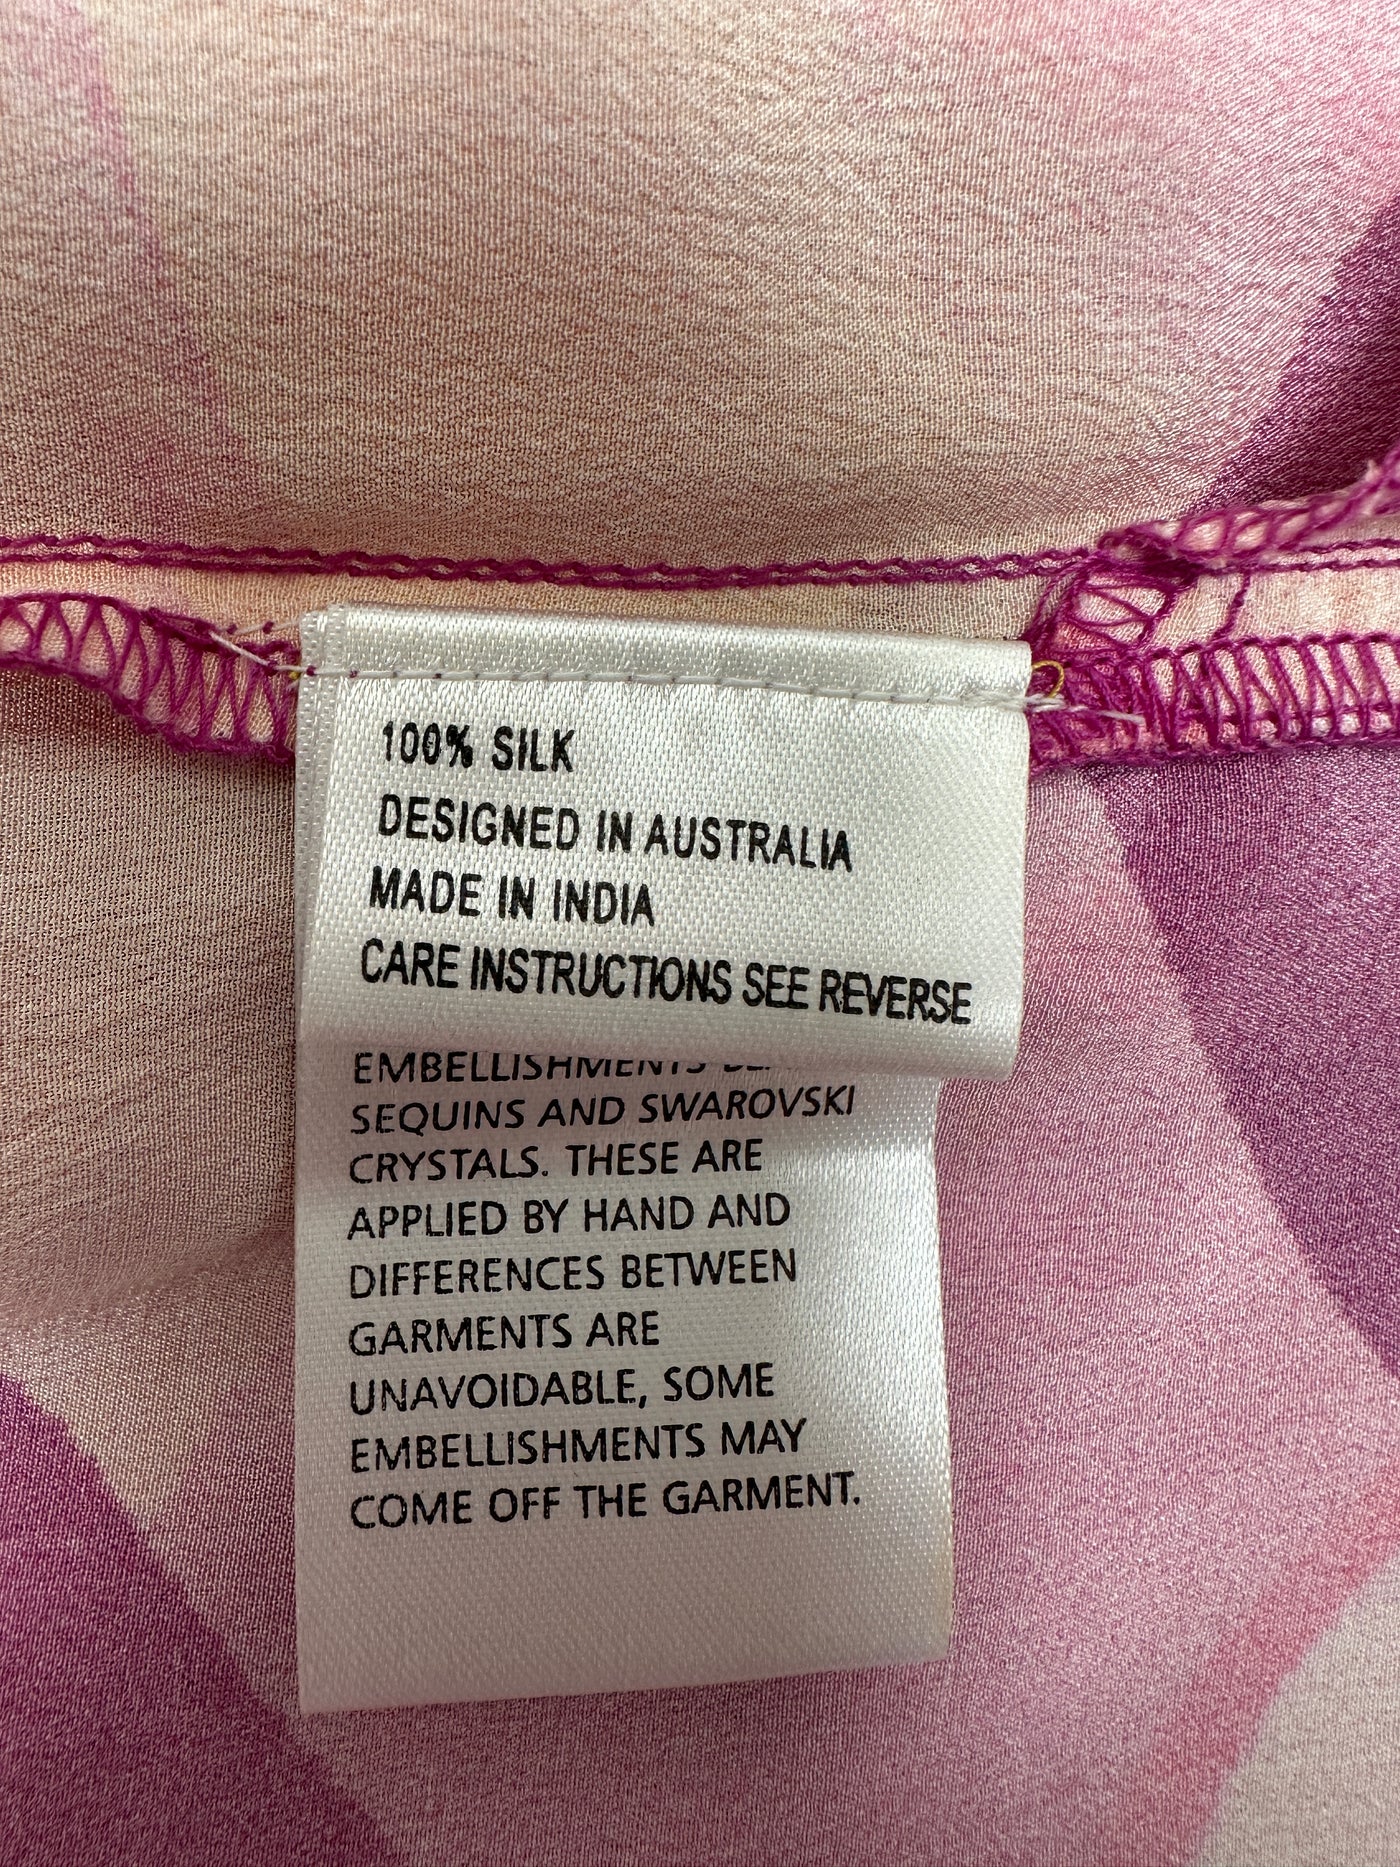 100% SILK
DESIGNED IN AUSTRALIA
MADE IN INDIA
CARE INSTRUCTIONS SEE REVERSE
EMBELLISHMENTS
SEQUINS AND SWAROVSKI
CRYSTALS. THESE ARE
APPLIED BY HAND AND
DIFFERENCES BETWEEN
GARMENTS ARE
UNAVOIDABLE, SOME
EMBELLISHMENTS MAY
COME OFF THE GARMENT.